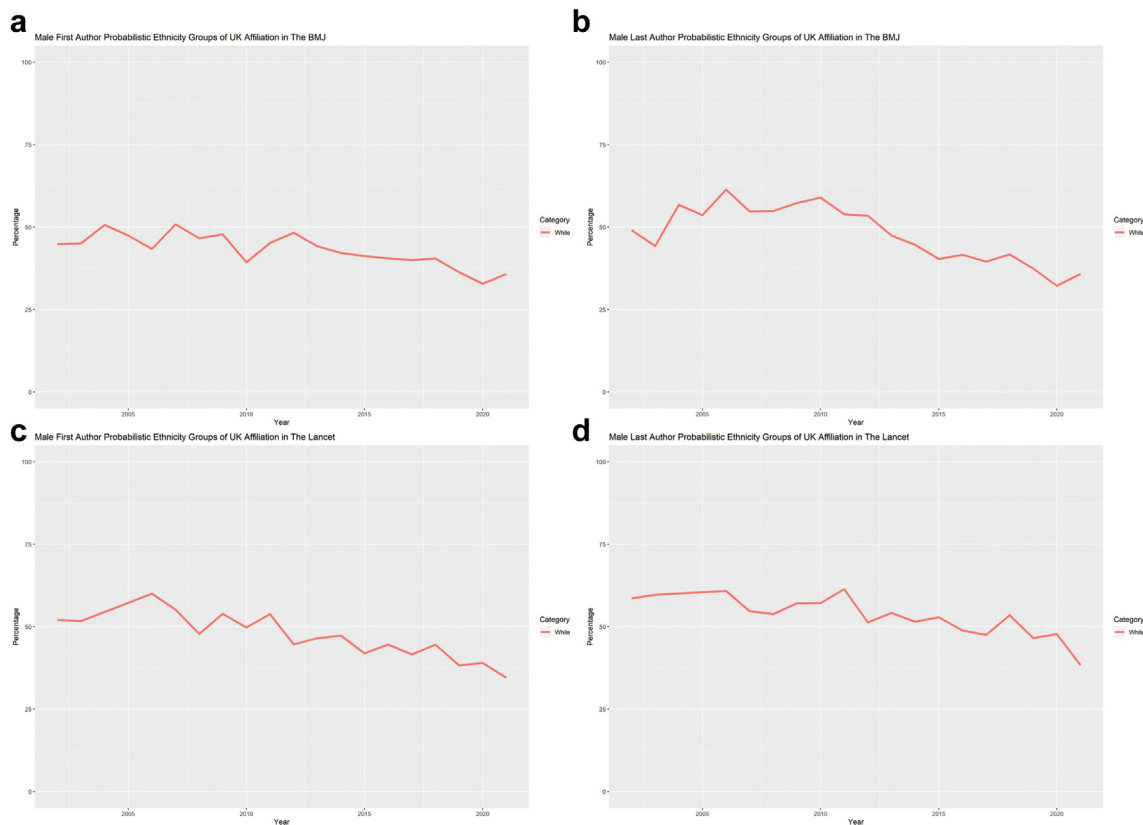 a
Male First Author Probabilistic Ethnicity Groups of UK Affiliation in The BMJ
100
75
50
25
0
Percentage
2005
2010
2015
2020
Year
Category
White
b
Male Last Author Probabilistic Ethnicity Groups of UK Affiliation in The BMJ
100
75
50
25
0
Percentage
2005
2010
2015
2020
Year
Category
White
c
Male First Author Probabilistic Ethnicity Groups of UK Affiliation in The Lancet
100
75
50
25
0
Percentage
2005
2010
2015
2020
Year
Category
White
d
Male Last Author Probabilistic Ethnicity Groups of UK Affiliation in The Lancet
100
75
50
25
0
Percentage
2005
2010
2015
2020
Year
Category
White